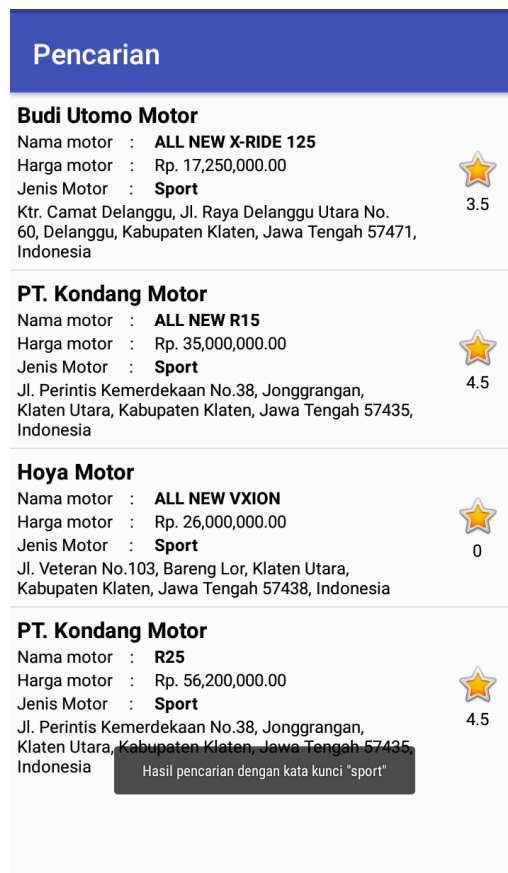 Pencarian
Budi Utomo Motor
Nama motor : ALL NEW X-RIDE 125
Harga motor : Rp. 17,250,000.00
Jenis Motor : Sport
Ktr. Camat Delanggu, Jl. Raya Delanggu Utara No.
60, Delanggu, Kabupaten Klaten, Jawa Tengah 57471,
Indonesia
3.5
PT. Kondang Motor
Nama motor : ALL NEW R15
Harga motor : Rp. 35,000,000.00
Jenis Motor : Sport
Jl. Perintis Kemerdekaan No.38, Jonggrangan,
Klaten Utara, Kabupaten Klaten, Jawa Tengah 57435,
Indonesia
4.5
Hoya Motor
Nama motor : ALL NEW VXION
Harga motor : Rp. 26,000,000.00
Jenis Motor : Sport
Jl. Veteran No.103, Bareng Lor, Klaten Utara,
Kabupaten Klaten, Jawa Tengah 57438, Indonesia
0
PT. Kondang Motor
Nama motor : R25
Harga motor : Rp. 56,200,000.00
Jenis Motor : Sport
Jl. Perintis Kemerdekaan No.38, Jonggrangan,
Klaten Utara, Kabupaten Klaten, Jawa Tengah 57435,
Indonesia
4.5
Hasil pencarian dengan kata kunci "sport"